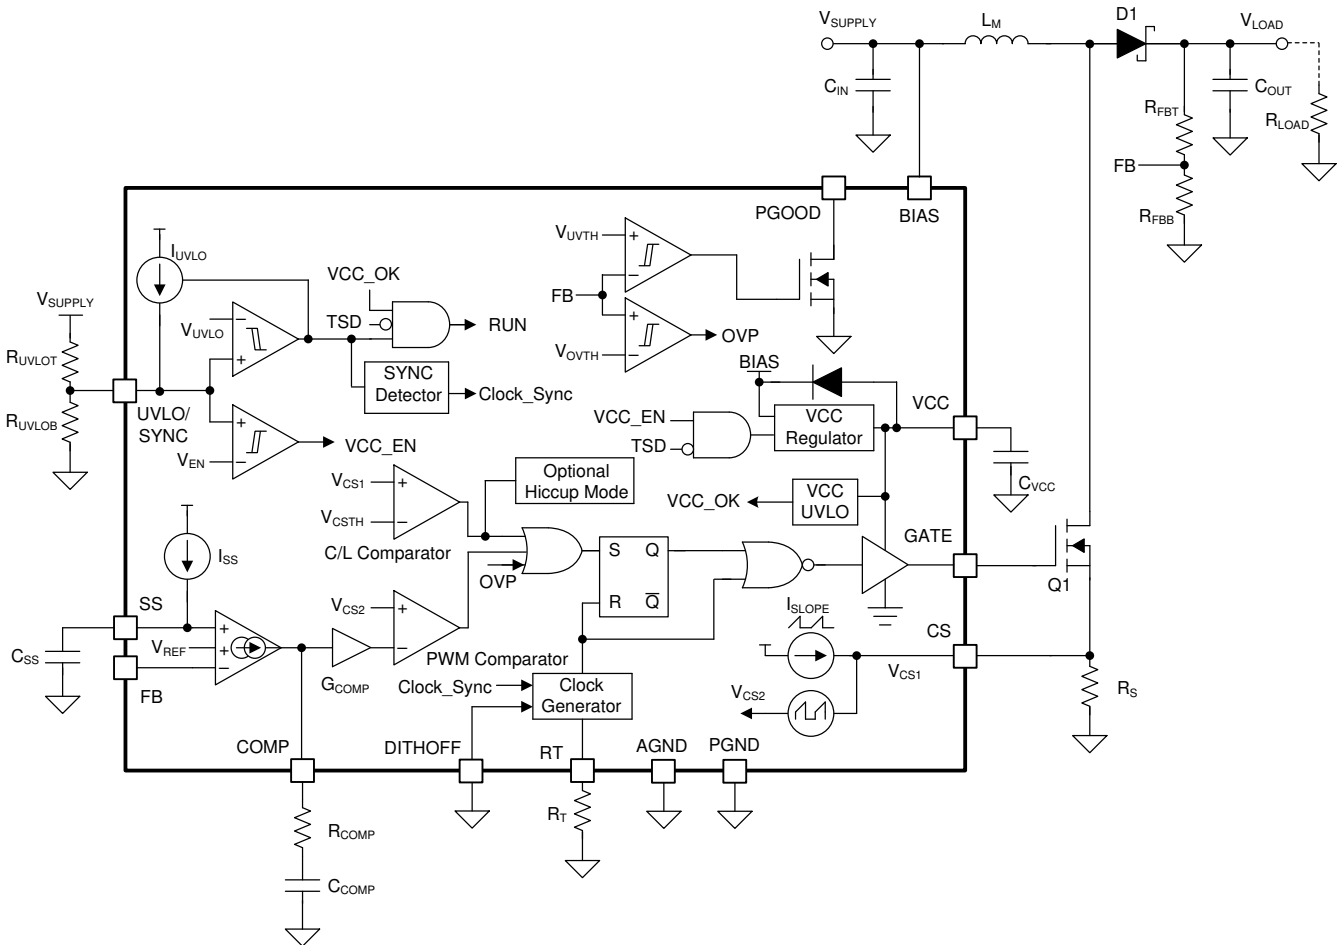 VSUPPLY
LM
D1
VLOAD
CIN
RFBT
COUT
RLOAD
FB
RFBB
PGOOD
BIAS
IUVLO
VUVTH
VCC_OK
FB
VSUPPLY
VUVLO
TSD
RUN
OVP
VOVTH
RUVLOT
SYNC
Detector
Clock_Sync
BIAS
UVLO/
SYNC
RUVLOB
VCC_EN
VCC
Regulator
VCC
VEN
VCC_EN
TSD
VCS1
Optional
Hiccup Mode
VCC_OK
VCC
UVLO
CVCC
VCSTH
C/L Comparator
S
Q
GATE
ISS
OVP
Q1
SS
VCS2
R
Q
ISLOPE
CS
VREF
CSS
PWM Comparator
VCS1
FB
GCOMP
Clock_Sync
Clock
Generator
VCS2
RS
COMP
DITHOFF
RT
AGND
PGND
RT
RCOMP
CCOMP